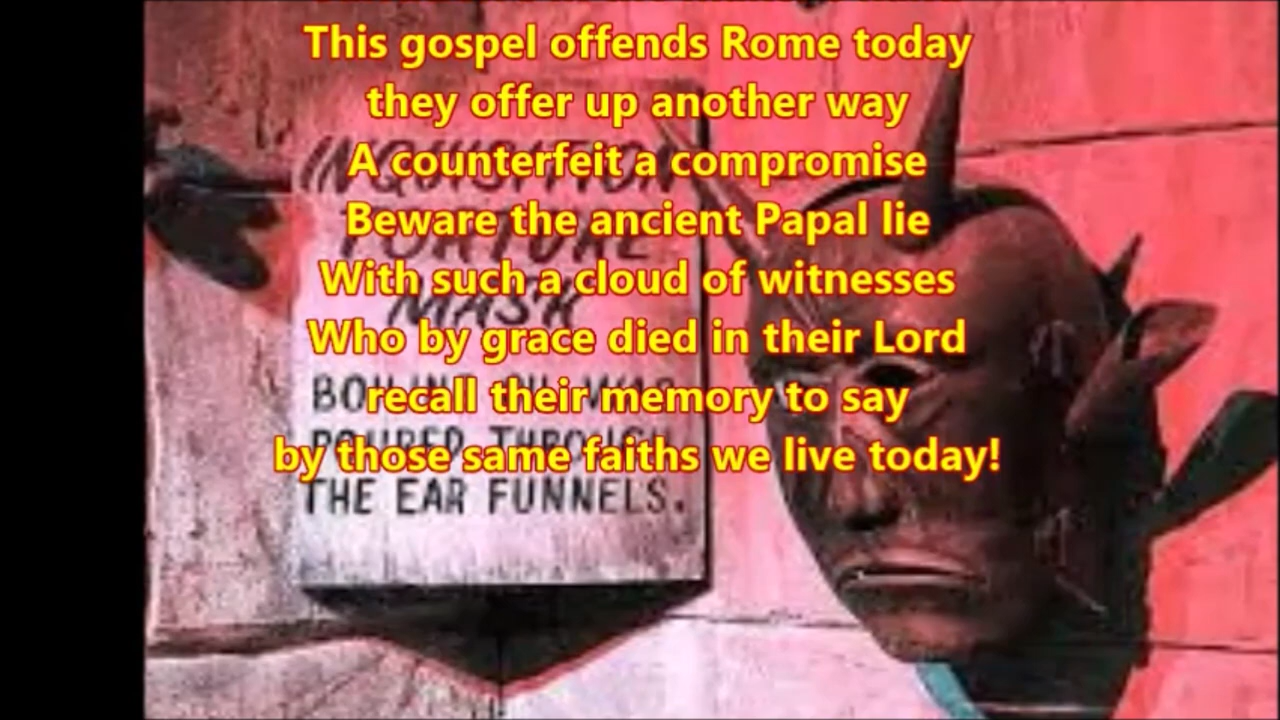 This gospel offends Rome today
they offer up another way
A counterfeit a compromise
Beware the ancient Papal lie
With such a cloud of witnesses
Who by grace died in their Lord
recall their memory to say
by those same faiths we live today!
INQUISITION
TORTURE
MASK
OIL WAS
POURED THROUGH
THE EAR FUNNELS.